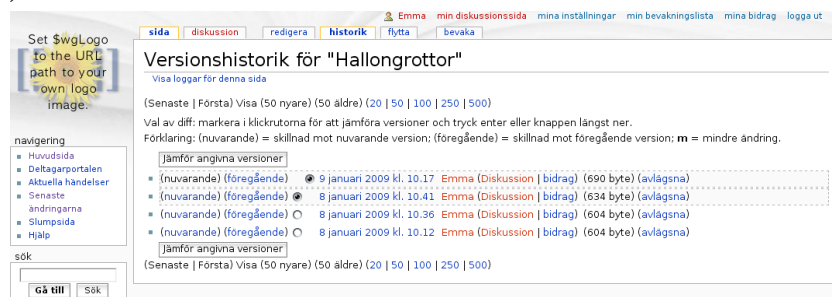 Emma min diskussionssida mina inställningar min bevakningslista mina bidrag logga ut
Set $wgLogo
to the URL
path to your
own logo
image.
sida diskussion redigera historik flytta bevaka
Versionshistorik för "Hallongrottor"
Visa loggar för denna sida
(Senaste | Första) Visa (50 nyare) (50 äldre) (20 | 50 | 100 | 250 | 500)
Val av diff: markera i klickrutorna för att jämföra versioner och tryck enter eller knappen längst ner.
Förklaring: (nuvarande) = skillnad mot nuvarande version; (föregående) = skillnad mot föregående version; m = mindre ändring.
Jämför angivna versioner
(nuvarande) (föregående) 9 januari 2009 kl. 10.17 Emma (Diskussion | bidrag) (690 byte) (avlägsna)
(nuvarande) (föregående) 8 januari 2009 kl. 10.41 Emma (Diskussion | bidrag) (634 byte) (avlägsna)
(nuvarande) (föregående) 8 januari 2009 kl. 10.36 Emma (Diskussion | bidrag) (604 byte) (avlägsna)
(nuvarande) (föregående) 8 januari 2009 kl. 10.12 Emma (Diskussion | bidrag) (604 byte) (avlägsna)
Jämför angivna versioner
(Senaste | Första) Visa (50 nyare) (50 äldre) (20 | 50 | 100 | 250 | 500)
navigering
Huvudsida
Deltagarportalen
Aktuella händelser
Senaste
ändringarna
Slumpsida
Hjälp
sök
Gå till Sök